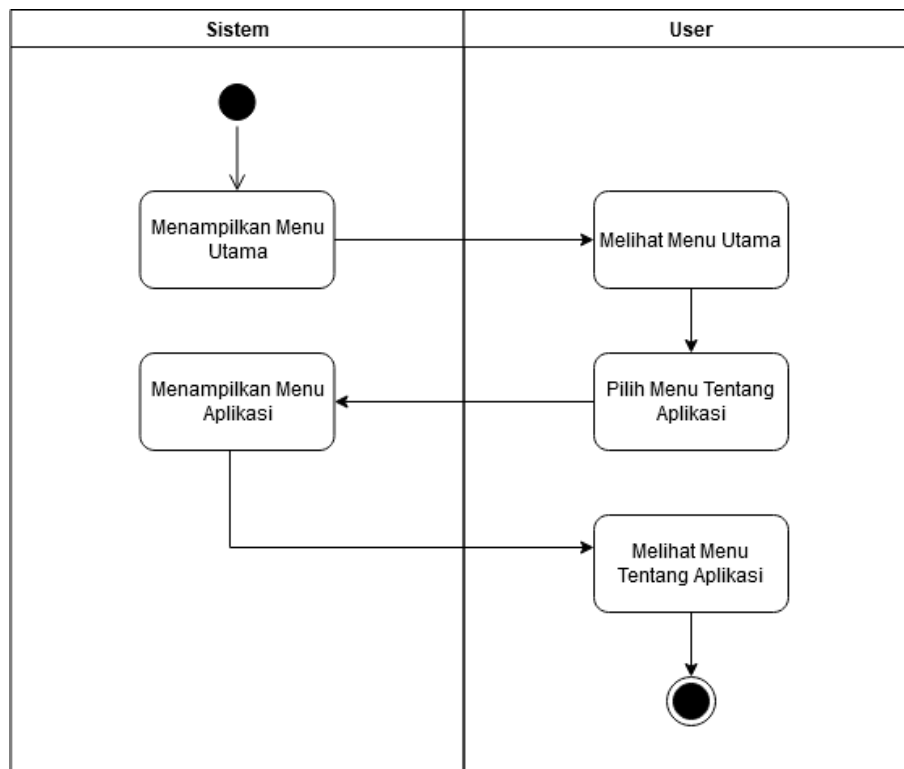 Sistem
User
Menampilkan Menu
Utama
Melihat Menu Utama
Menampilkan Menu
Aplikasi
Pilih Menu Tentang
Aplikasi
Melihat Menu
Tentang Aplikasi